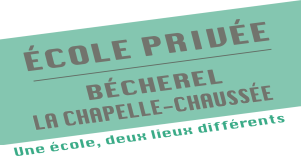 ÉCOLE PRIVÉE
BÉCHEREL
LA CHAPELLE-CHAUSSÉE
Une école, deux lieux différents